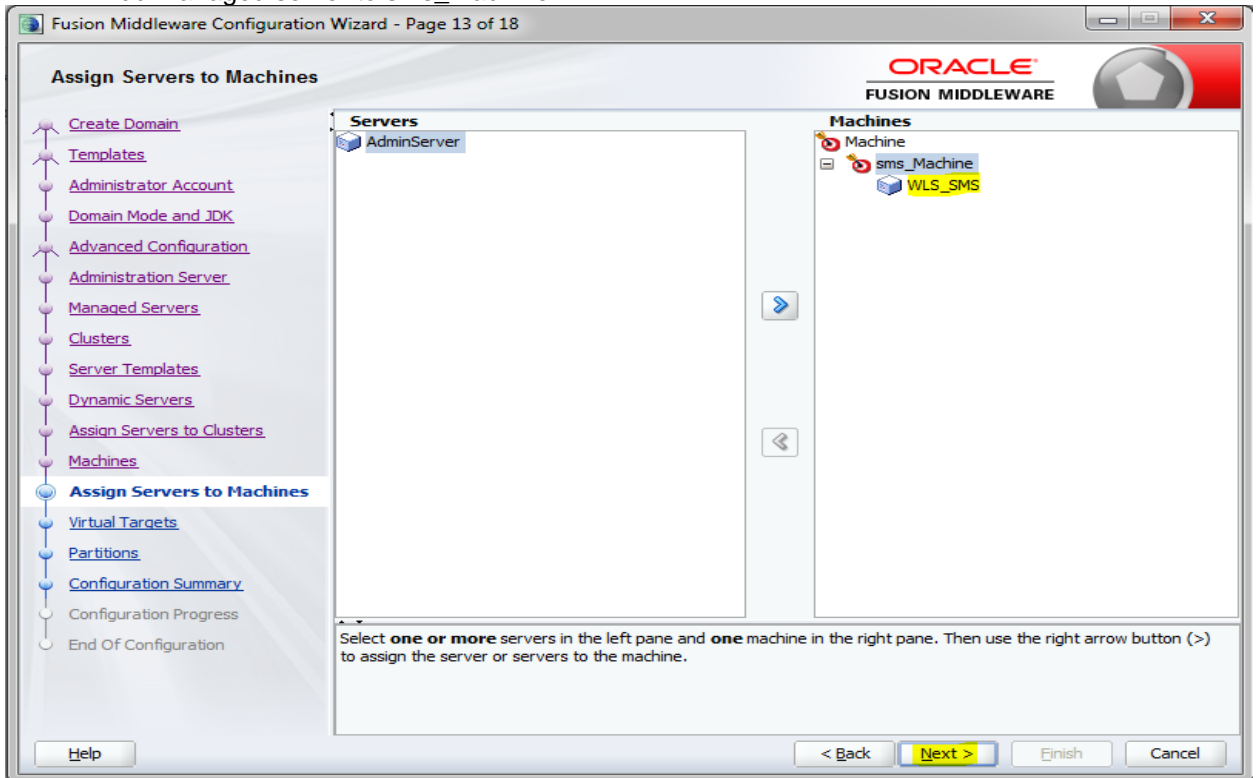 Fusion Middleware Configuration Wizard - Page 13 of 18
Assign Servers to Machines
ORACLE
FUSION MIDDLEWARE
Create Domain
Templates
Administrator Account
Domain Mode and JDK
Advanced Configuration
Administration Server
Managed Servers
Clusters
Server Templates
Dynamic Servers
Assign Servers to Clusters
Machines
Assign Servers to Machines
Virtual Targets
Partitions
Configuration Summary
Configuration Progress
End Of Configuration
Servers
AdminServer
Machines
Machine
sms_Machine
WLS_SMS
Select one or more servers in the left pane and one machine in the right pane. Then use the right arrow button (>)
to assign the server or servers to the machine.
Help
< Back
Next >
Finish
Cancel